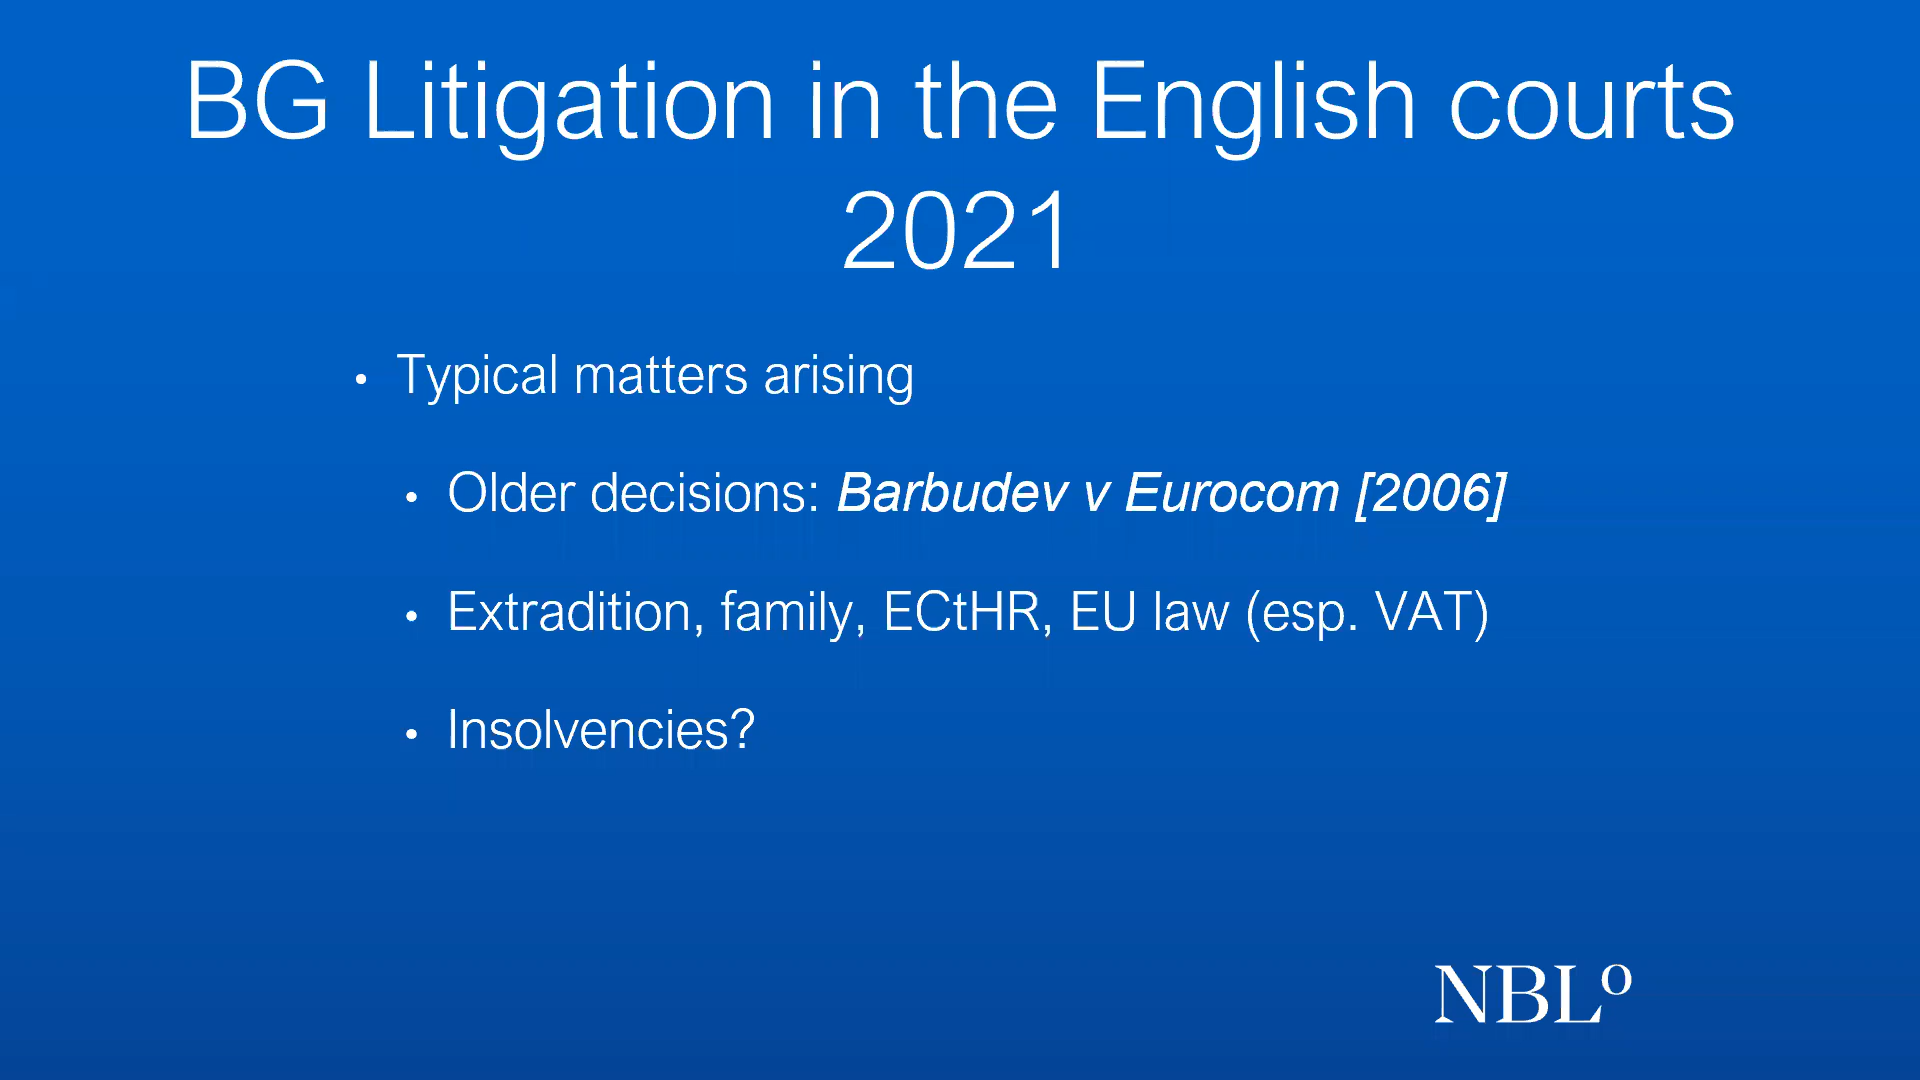 BG Litigation in the English courts
2021
• Typical matters arising
• Older decisions: Barbudev v Eurocom [2006]
• Extradition, family, ECtHR, EU law (esp. VAT)
• Insolvencies?
NBLO